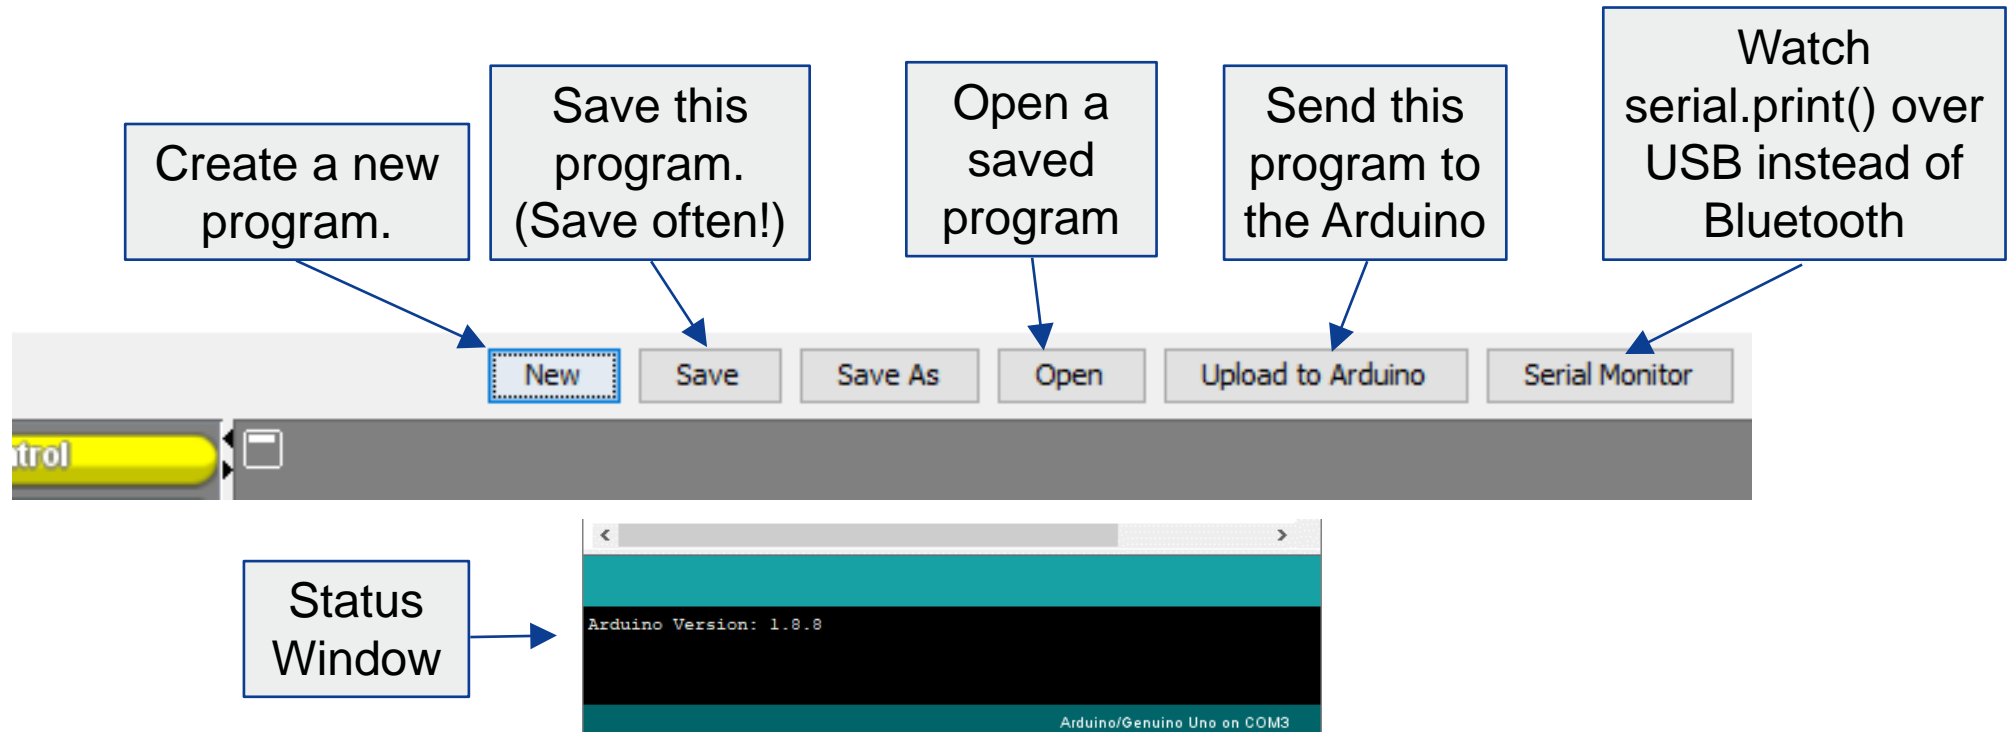 Create a new
program.
Save this
program.
(Save often!)
Open a
saved
program
Send this
program to
the Arduino
Watch
serial.print() over
USB instead of
Bluetooth
New
Save
Save As
Open
Upload to Arduino
Serial Monitor
trol
Status
Window
Arduino Version: 1.8.8
Arduino/Genuino Uno on COM3